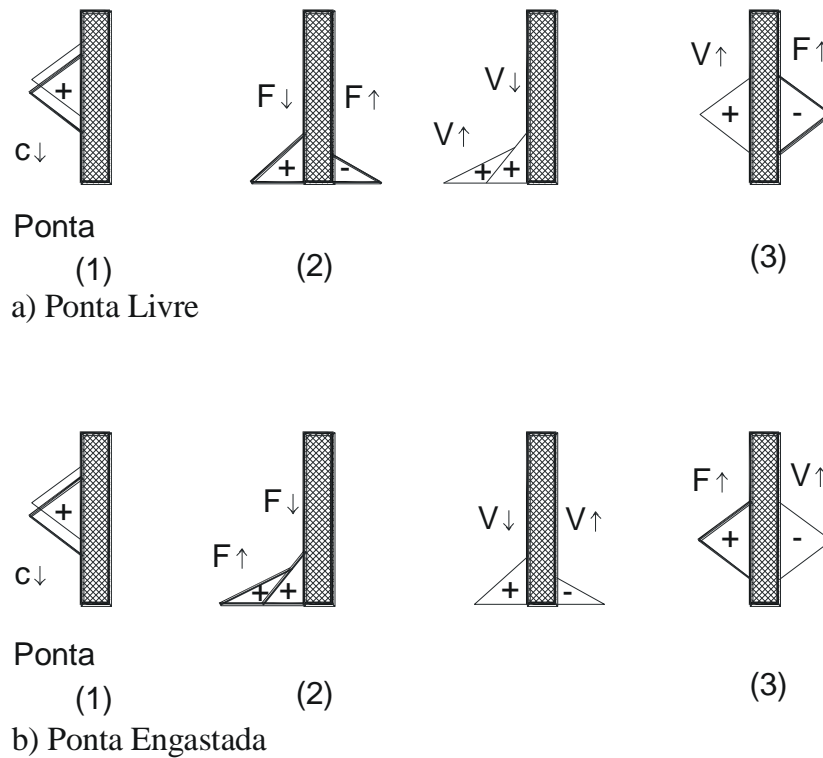 V↑ F↑
F↓ F↑ V↓
+ V↑ + -
c↓ + - + +
Ponta
(1) (2) (3)
a) Ponta Livre
F↑ V↑
F↓ V↓ V↑
+ F↑ + -
c↓ + + + -
Ponta
(1) (2) (3)
b) Ponta Engastada